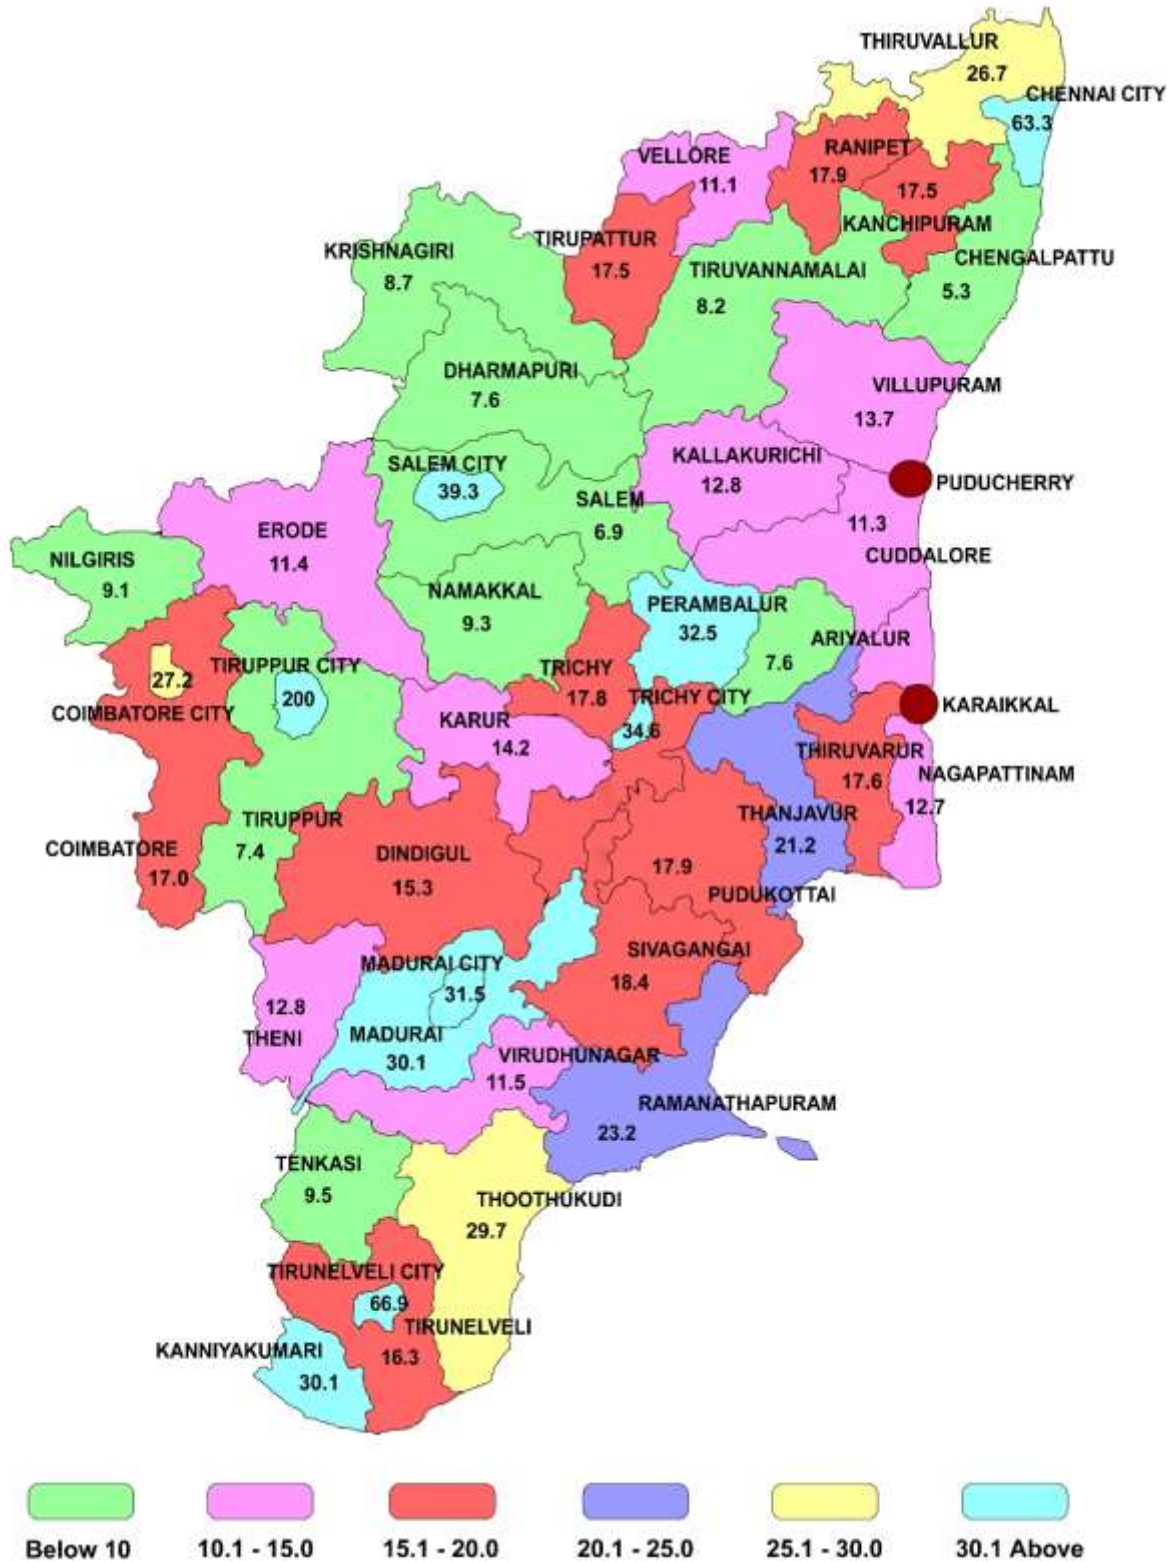 THIRUVALLUR
26.7
CHENNAI CITY
63.3
RANIPET
17.9
VELLORE
11.1
17.5
KANCHIPURAM
TIRUPATTUR
17.5
KRISHNAGIRI
8.7
CHENGALPATTU
5.3
TIRUVANNAMALAI
8.2
DHARMAPURI
7.6
VILLUPURAM
13.7
KALLAKURICHI
12.8
SALEM CITY
39.3
PUDUCHERRY
SALEM
6.9
11.3
CUDDALORE
ERODE
11.4
NILGIRIS
9.1
NAMAKKAL
9.3
PERAMBALUR
32.5
ARIYALUR
7.6
TIRUPPUR CITY
200
27.2
COIMBATORE CITY
TRICHY
17.8
TRICHY CITY
34.6
KARAIKKAL
KARUR
14.2
THIRUVARUR
17.6
NAGAPATTINAM
12.7
THANJAVUR
21.2
TIRUPPUR
7.4
COIMBATORE
17.0
DINDIGUL
15.3
17.9
PUDUKOTTAI
SIVAGANGAI
18.4
MADURAI CITY
31.5
12.8
THENI
MADURAI
30.1
VIRUDHUNAGAR
11.5
RAMANATHAPURAM
23.2
TENKASI
9.5
THOOTHUKUDI
29.7
TIRUNELVELI CITY
66.9
TIRUNELVELI
16.3
KANNIYAKUMARI
30.1
Below 10
10.1 - 15.0
15.1 - 20.0
20.1 - 25.0
25.1 - 30.0
30.1 Above